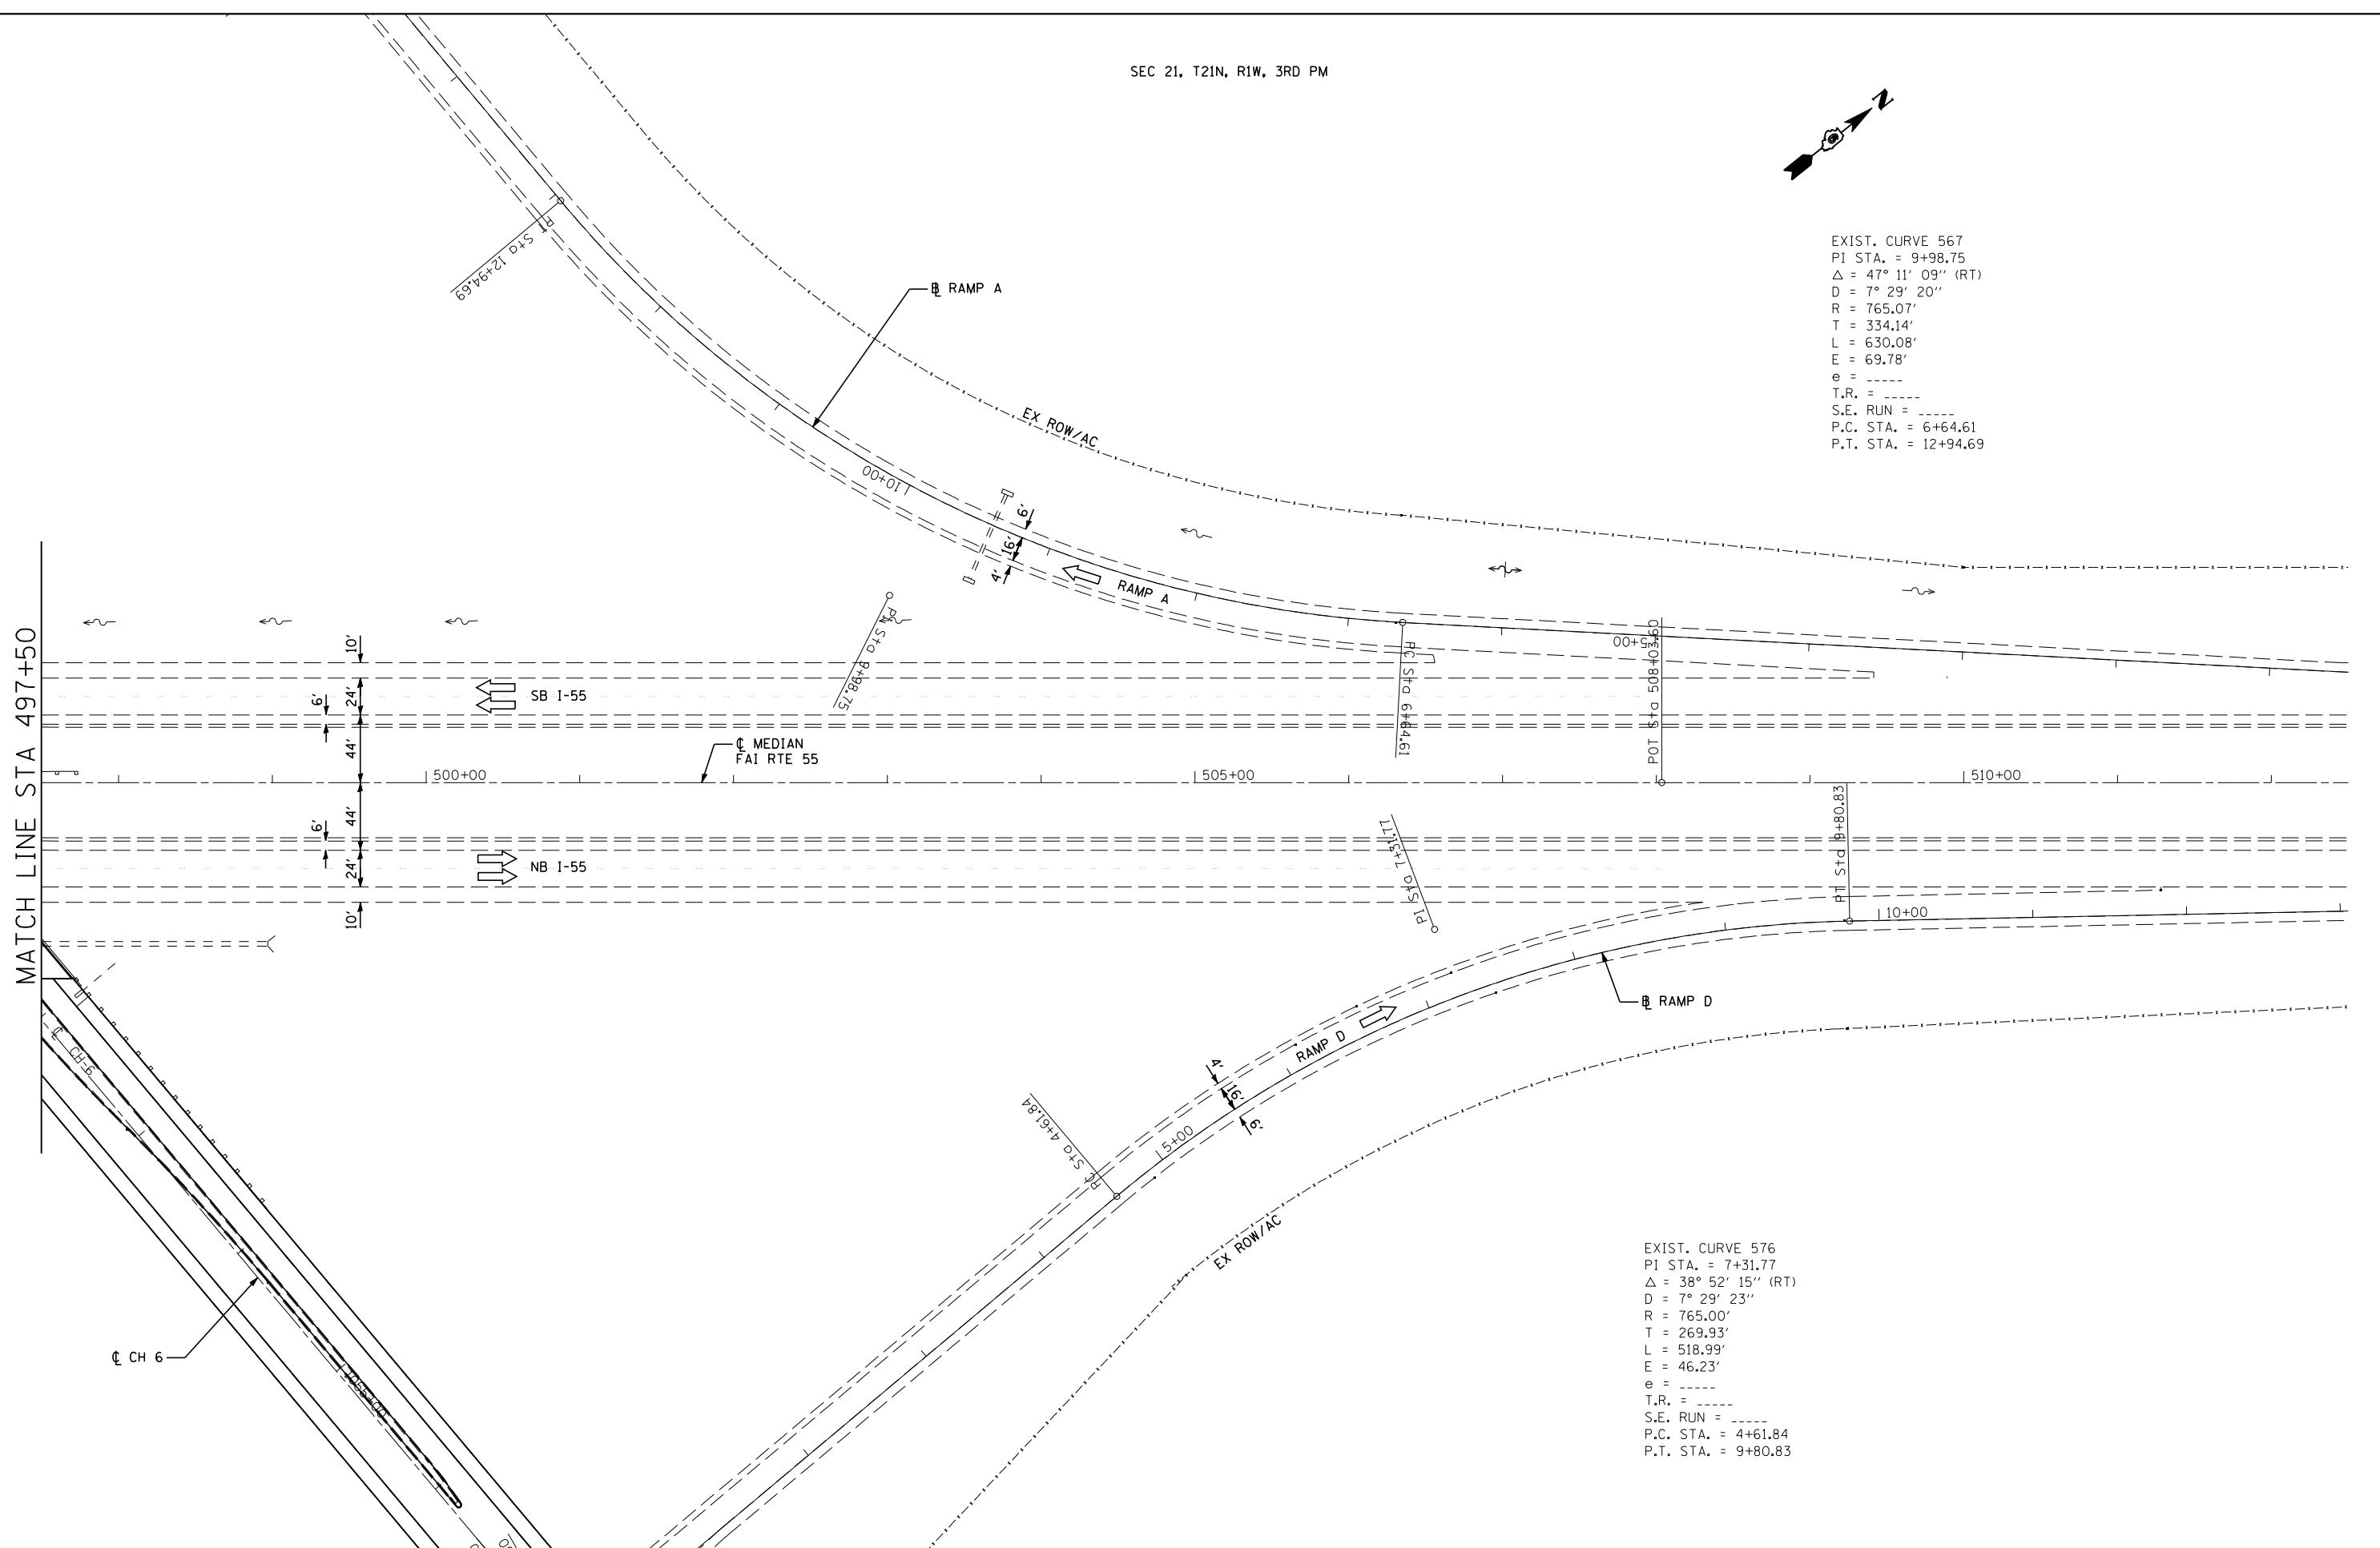 SEC 21, T21N, R1W, 3RD PM
N
EXIST. CURVE 567
PI STA. = 9+98.75
△ = 47° 11' 09'' (RT)
D = 7° 29' 20''
R = 765.07'
T = 334.14'
L = 630.08'
E = 69.78'
e = _____
T.R. = _____
S.E. RUN = _____
P.C. STA. = 6+64.61
P.T. STA. = 12+94.69
Sta 12+94.69
℄ RAMP A
EX ROW/AC
10+00
6'
16'
4'
RAMP A
PI Sta 9+98.75
PC Sta 6+64.61
5+00
POT Sta 508+03.60
MATCH LINE STA 497+50
10'
24'
6'
44'
SB I-55
℄ MEDIAN
FAI RTE 55
500+00
505+00
510+00
44'
6'
24'
10'
NB I-55
PI Sta 7+31.77
PT Sta 9+80.83
10+00
℄ RAMP D
RAMP D
4'
16'
6'
5+00
PC Sta 4+61.84
EX ROW/AC
℄ CH-6
℄ CH 6
1055+00
EXIST. CURVE 576
PI STA. = 7+31.77
△ = 38° 52' 15'' (RT)
D = 7° 29' 23''
R = 765.00'
T = 269.93'
L = 518.99'
E = 46.23'
e = _____
T.R. = _____
S.E. RUN = _____
P.C. STA. = 4+61.84
P.T. STA. = 9+80.83